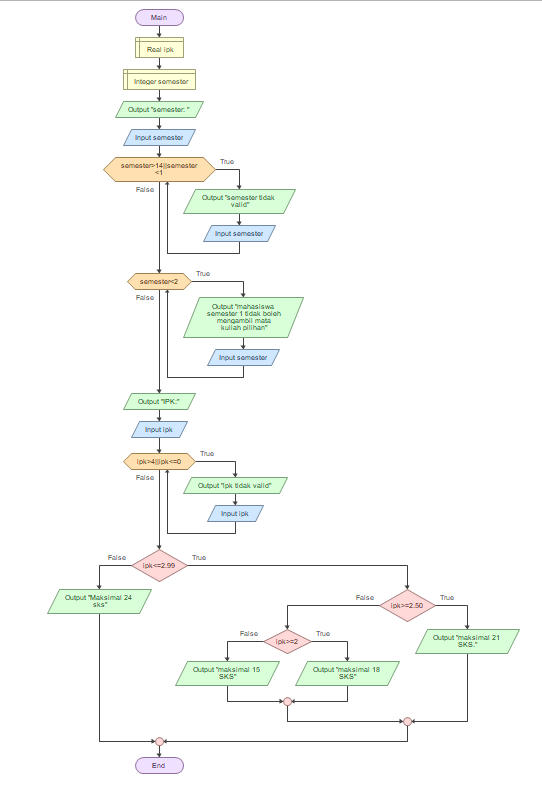 Main
Real ipk
Integer semester
Output "semester: "
Input semester
semester>14||semester
<1
True
False
Output "semester tidak
valid"
Input semester
semester<2
True
False
Output "mahasiswa
semester 1 tidak boleh
mengambil mata
kuliah pilihan"
Input semester
Output "IPK:"
Input ipk
ipk>4||ipk<=0
True
False
Output "ipk tidak valid"
Input ipk
False
ipk<=2.99
True
Output "Maksimal 24
sks"
False
ipk>=2.50
True
Output "maksimal 21
SKS."
False
ipk>=2
True
Output "maksimal 15
SKS"
Output "maksimal 18
SKS"
End